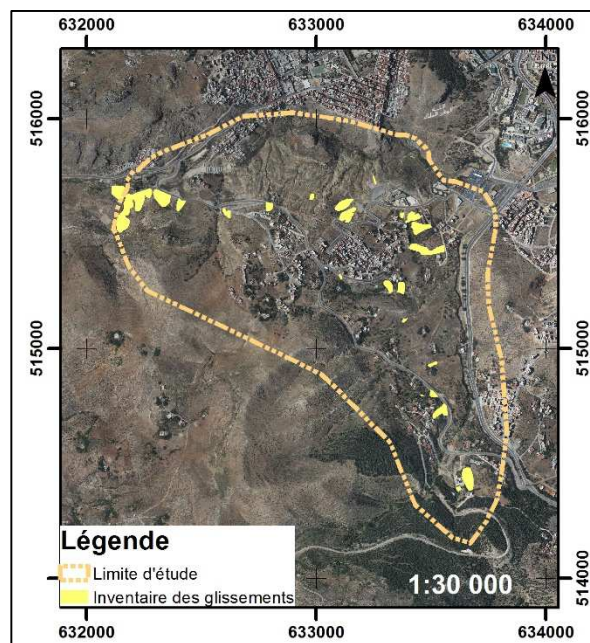 632000 633000 634000
N
516000 516000
515000 515000
514000 514000
Légende
Limite d'étude
Inventaire des glissements
1:30 000
632000 633000 634000